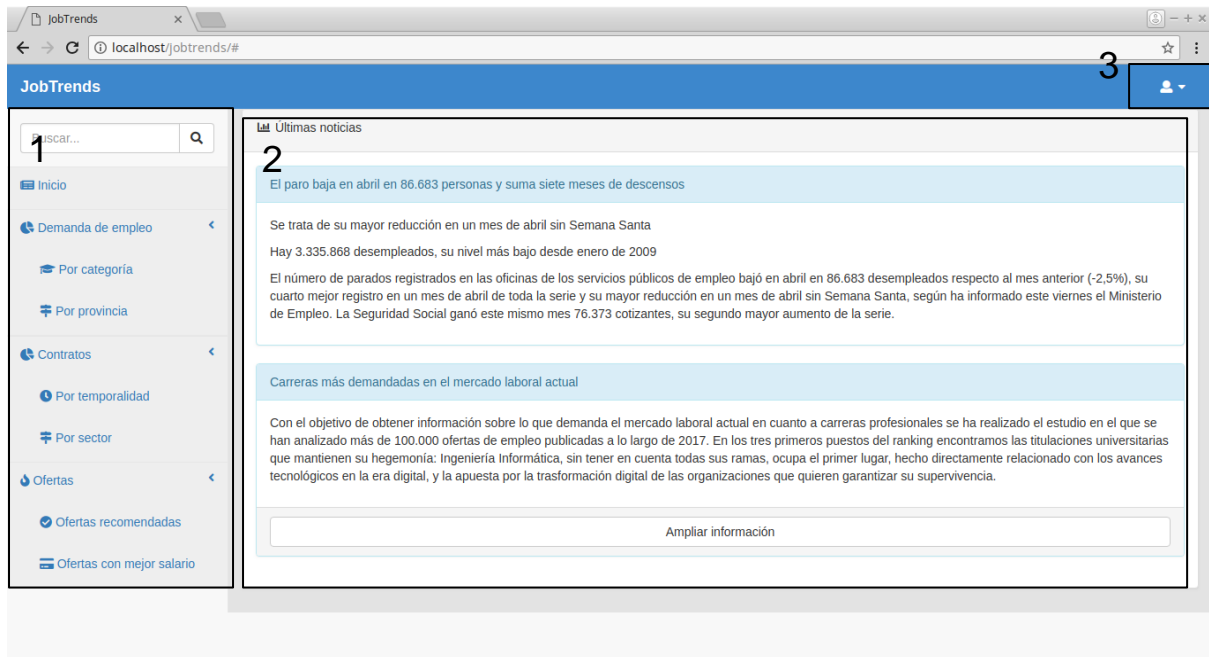 JobTrends
localhost/jobtrends/#
3
JobTrends
Buscar...
1
Inicio
Demanda de empleo
Por categoría
Por provincia
Contratos
Por temporalidad
Por sector
Ofertas
Ofertas recomendadas
Ofertas con mejor salario
Últimas noticias
2
El paro baja en abril en 86.683 personas y suma siete meses de descensos
Se trata de su mayor reducción en un mes de abril sin Semana Santa
Hay 3.335.868 desempleados, su nivel más bajo desde enero de 2009
El número de parados registrados en las oficinas de los servicios públicos de empleo bajó en abril en 86.683 desempleados respecto al mes anterior (-2,5%), su
cuarto mejor registro en un mes de abril de toda la serie y su mayor reducción en un mes de abril sin Semana Santa, según ha informado este viernes el Ministerio
de Empleo. La Seguridad Social ganó este mismo mes 76.373 cotizantes, su segundo mayor aumento de la serie.
Carreras más demandadas en el mercado laboral actual
Con el objetivo de obtener información sobre lo que demanda el mercado laboral actual en cuanto a carreras profesionales se ha realizado el estudio en el que se
han analizado más de 100.000 ofertas de empleo publicadas a lo largo de 2017. En los tres primeros puestos del ranking encontramos las titulaciones universitarias
que mantienen su hegemonía: Ingeniería Informática, sin tener en cuenta todas sus ramas, ocupa el primer lugar, hecho directamente relacionado con los avances
tecnológicos en la era digital, y la apuesta por la trasformación digital de las organizaciones que quieren garantizar su supervivencia.
Ampliar información